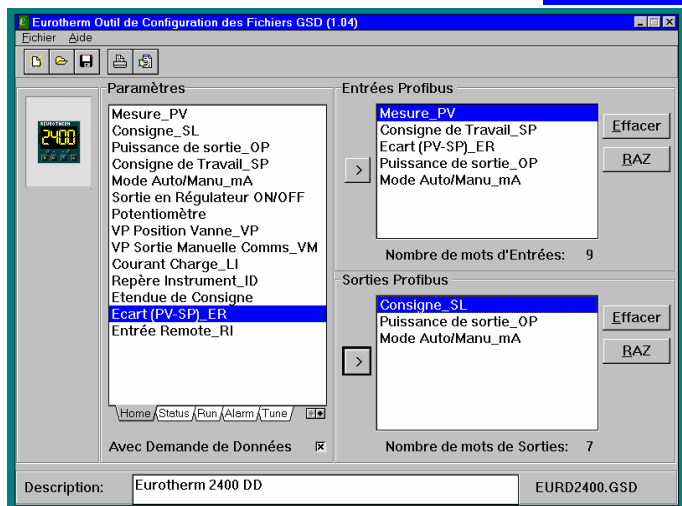 Eurotherm Outil de Configuration des Fichiers GSD (1.04)
Fichier Aide
Paramètres
Mesure_PV
Consigne_SL
Puissance de sortie_OP
Consigne de Travail_SP
Mode Auto/Manu_mA
Sortie en Régulateur ON/OFF
Potentiomètre
VP Position Vanne_VP
VP Sortie Manuelle Comms_VM
Courant Charge_LI
Repère Instrument_ID
Etendue de Consigne
Ecart (PV-SP)_ER
Entrée Remote_RI
Home Status Run Alarm Tune
Avec Demande de Données
Entrées Profibus
Mesure_PV
Consigne de Travail_SP
Ecart (PV-SP)_ER
Puissance de sortie_OP
Mode Auto/Manu_mA
>
Effacer
RAZ
Nombre de mots d'Entrées: 9
Sorties Profibus
Consigne_SL
Puissance de sortie_OP
Mode Auto/Manu_mA
>
Effacer
RAZ
Nombre de mots de Sorties: 7
Description: Eurotherm 2400 DD EURD2400.GSD
2400